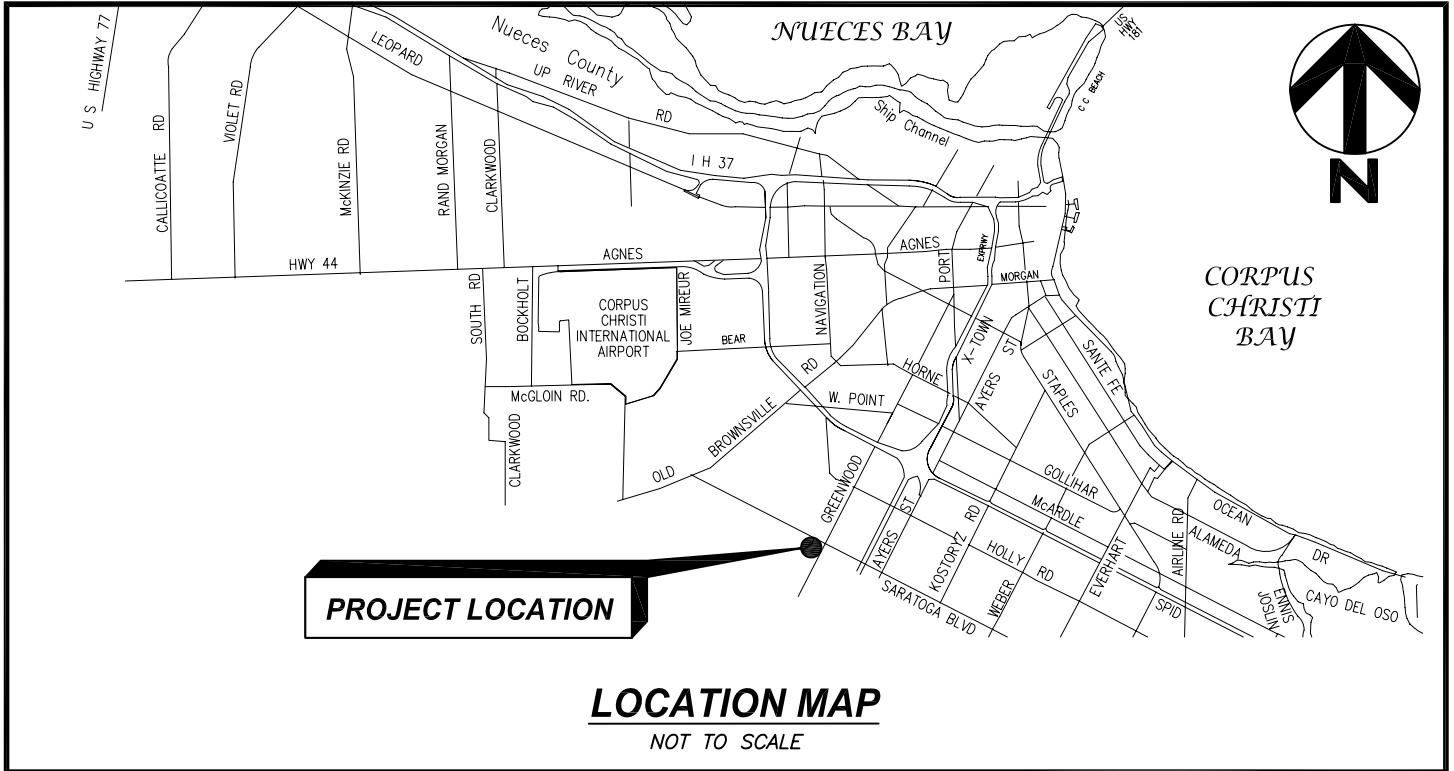 U S HIGHWAY 77
CALLICOATTE RD
VIOLET RD
McKINZIE RD
LEOPARD
RAND MORGAN
CLARKWOOD
Nueces County
UP RIVER
RD
NUECES BAY
US HWY 181
C C BEACH
Ship Channel
I H 37
N
HWY 44
AGNES
AGNES
EXPRWY
PORT
MORGAN
CORPUS
CHRISTI
BAY
SOUTH RD
BOCKHOLT
CORPUS
CHRISTI
INTERNATIONAL
AIRPORT
JOE MIREUR
BEAR
NAVIGATION
X-TOWN
AYERS ST
STAPLES
SANTE FE
HORNE
McGLOIN RD.
CLARKWOOD
OLD BROWNSVILLE RD
W. POINT
GREENWOOD
AYERS ST
KOSTORYZ RD
GOLLIHAR
McARDLE
HOLLY RD
WEBER
EVERHART
AIRLINE RD
SPID
OCEAN DR
ALAMEDA
ENNIS
JOSLIN
CAYO DEL OSO
SARATOGA BLVD
PROJECT LOCATION
LOCATION MAP
NOT TO SCALE